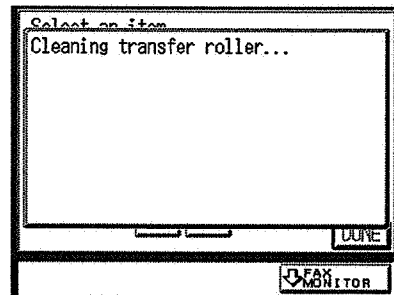 Select an item
Cleaning transfer roller...
DONE
FAX
MONITOR